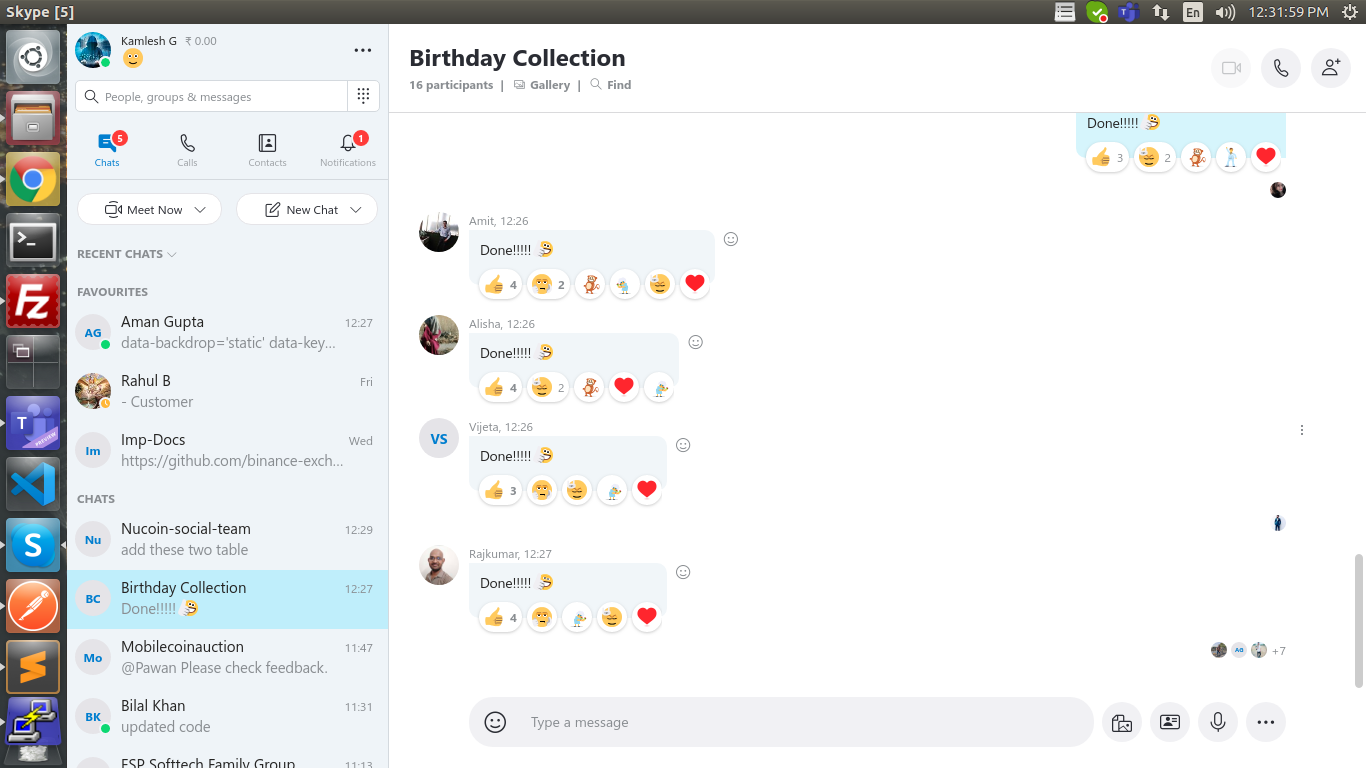 Skype [5]
En
12:31:59 PM
Kamlesh G ₹ 0.00
People, groups & messages
5
1
Chats
Calls
Contacts
Notifications
Meet Now
New Chat
RECENT CHATS
FAVOURITES
AG
Aman Gupta 12:27
data-backdrop='static' data-key...
Rahul B Fri
- Customer
Im
Imp-Docs Wed
https://github.com/binance-exch...
CHATS
Nu
Nucoin-social-team 12:29
add these two table
BC
Birthday Collection 12:27
Done!!!!!
Mo
Mobilecoinauction 11:47
@Pawan Please check feedback.
BK
Bilal Khan 11:31
updated code
ESP Softtech Family Group 11:13
Birthday Collection
16 participants | Gallery | Find
Done!!!!!
3 2
Amit, 12:26
Done!!!!!
4 2
Alisha, 12:26
Done!!!!!
4 2
VS
Vijeta, 12:26
Done!!!!!
3
Rajkumar, 12:27
Done!!!!!
4
AG +7
Type a message
Fz
T
PREVIEW
S